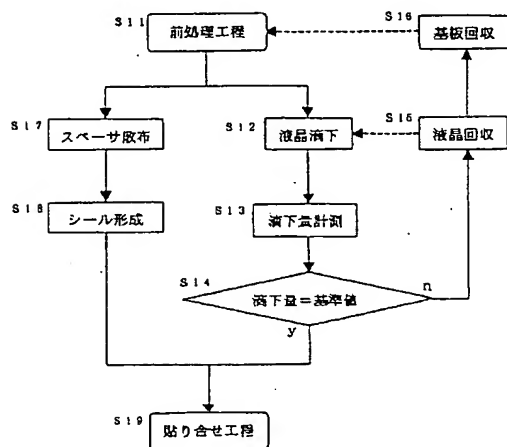 S11
前処理工程
S16
基板回収
S17
スペーサ散布
S12
液晶滴下
S15
液晶回収
S18
シール形成
S13
滴下量計測
S14
滴下量=基準値
n
y
S19
貼り合せ工程